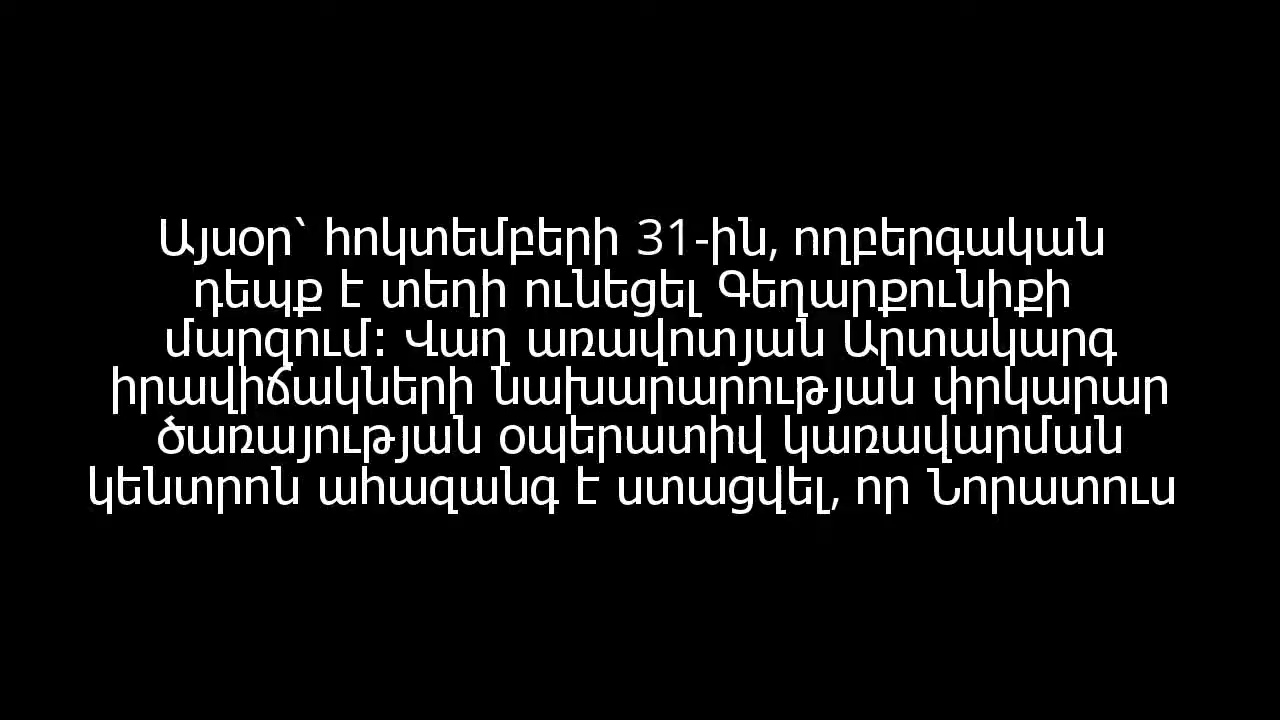 Այսօր՝ հոկտեմբերի 31-ին, ողբերգական
դեպք է տեղի ունեցել Գեղարքունիքի
մարզում: Վաղ առավոտյան Արտակարգ
իրավիճակների նախարարության փրկարար
ծառայության օպերատիվ կառավարման
կենտրոն ահազանգ է ստացվել, որ Նորատուս